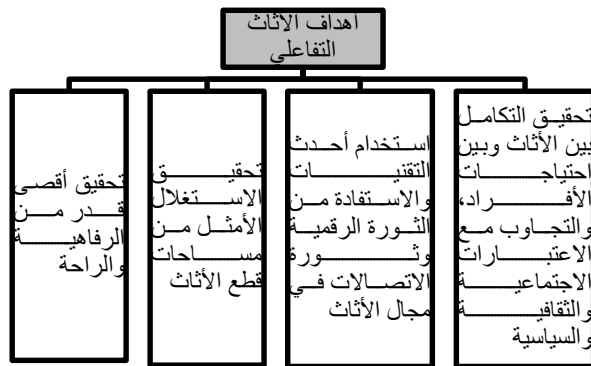 أهداف الأثاث
التفاعلي
تحقيق التكامل
بين الأثاث وبين
احتياجات
الأفراد،
والتجاوب مع
الاعتبارات
الاجتماعية
والثقافية
والسياسية
استخدام أحدث
التقنيات
والاستفادة من
الثورة الرقمية
وثورة
الاتصالات في
مجال الأثاث
تحقيق
الاستغلال
الأمثل من
مساحات
قطع الأثاث
تحقيق أقصى
قدر من
الرفاهية
والراحة